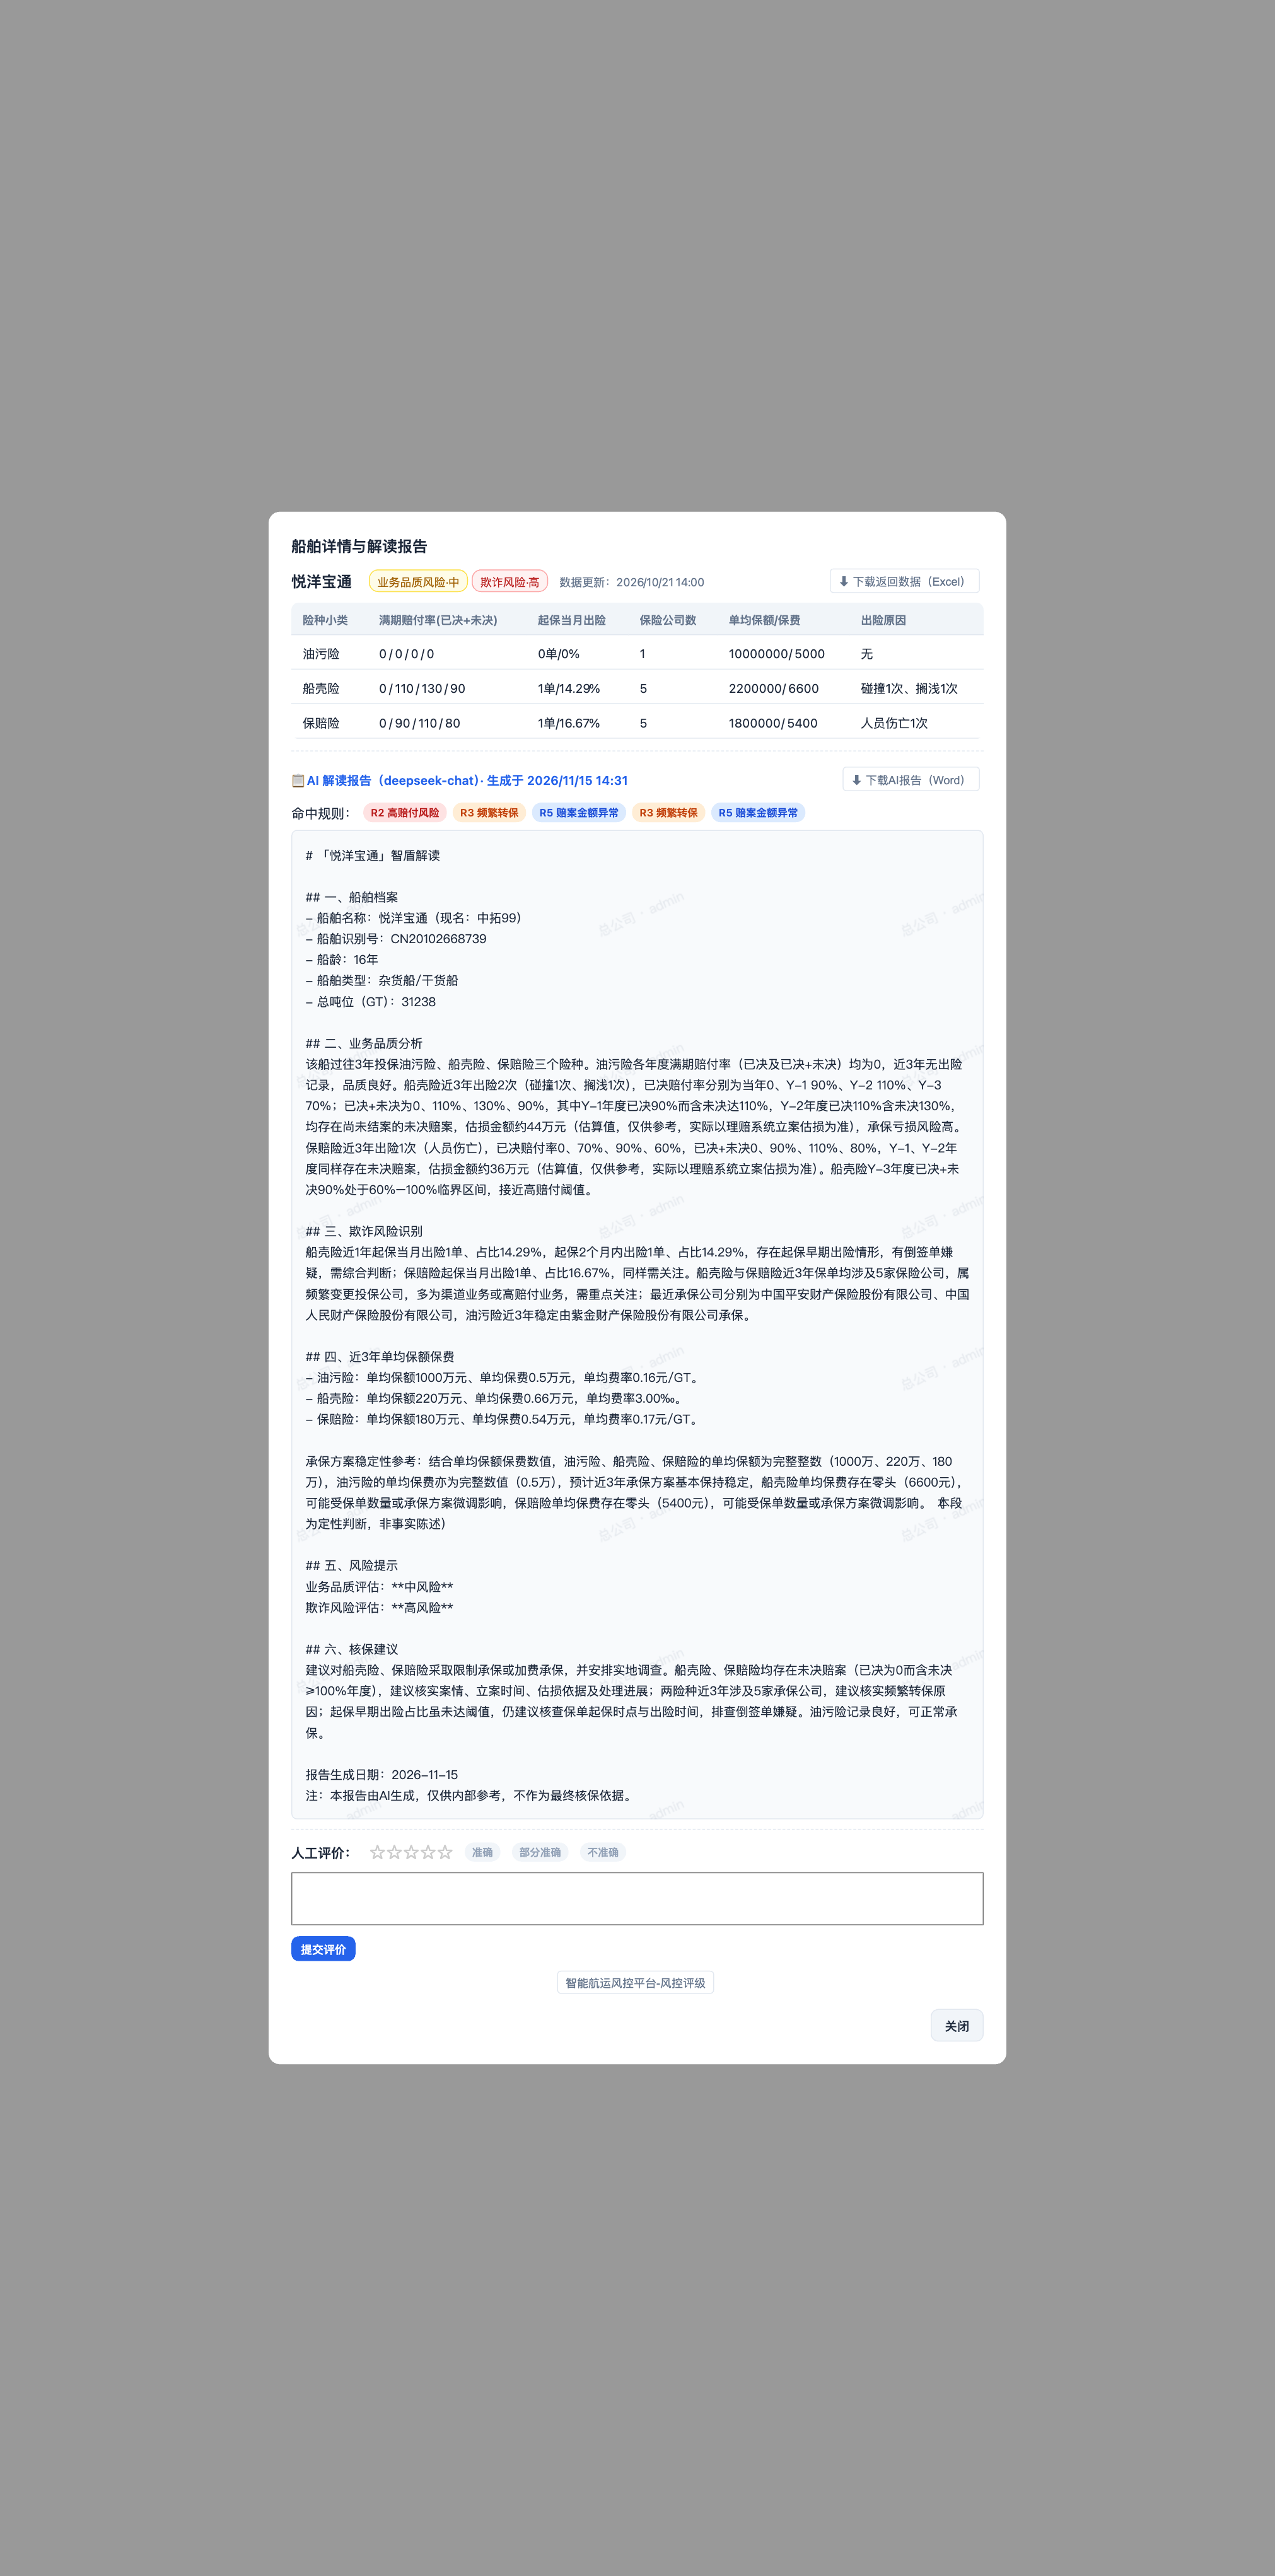 船舶详情与解读报告
悦洋宝通 业务品质风险·中 欺诈风险·高 数据更新：2026/10/21 14:00 ⬇ 下载返回数据（Excel）
险种小类 满期赔付率(已决+未决) 起保当月出险 保险公司数 单均保额/保费 出险原因
油污险 0 / 0 / 0 / 0 0单/0% 1 10000000/ 5000 无
船壳险 0 / 110 / 130 / 90 1单/14.29% 5 2200000/ 6600 碰撞1次、搁浅1次
保赔险 0 / 90 / 110 / 80 1单/16.67% 5 1800000/ 5400 人员伤亡1次
📋 AI 解读报告（deepseek-chat）· 生成于 2026/11/15 14:31 ⬇ 下载AI报告（Word）
命中规则： R2 高赔付风险 R3 频繁转保 R5 赔案金额异常 R3 频繁转保 R5 赔案金额异常
# 「悦洋宝通」智盾解读
## 一、船舶档案
- 船舶名称：悦洋宝通（现名：中拓99）
- 船舶识别号：CN20102668739
- 船龄：16年
- 船舶类型：杂货船/干货船
- 总吨位（GT）：31238
## 二、业务品质分析
该船过往3年投保油污险、船壳险、保赔险三个险种。油污险各年度满期赔付率（已决及已决+未决）均为0，近3年无出险
记录，品质良好。船壳险近3年出险2次（碰撞1次、搁浅1次），已决赔付率分别为当年0、Y-1 90%、Y-2 110%、Y-3
70%；已决+未决为0、110%、130%、90%，其中Y-1年度已决90%而含未决达110%，Y-2年度已决110%含未决130%，
均存在尚未结案的未决赔案，估损金额约44万元（估算值，仅供参考，实际以理赔系统立案估损为准），承保亏损风险高。
保赔险近3年出险1次（人员伤亡），已决赔付率0、70%、90%、60%，已决+未决0、90%、110%、80%，Y-1、Y-2年
度同样存在未决赔案，估损金额约36万元（估算值，仅供参考，实际以理赔系统立案估损为准）。船壳险Y-3年度已决+未
决90%处于60%—100%临界区间，接近高赔付阈值。
## 三、欺诈风险识别
船壳险近1年起保当月出险1单、占比14.29%，起保2个月内出险1单、占比14.29%，存在起保早期出险情形，有倒签单嫌
疑，需综合判断；保赔险起保当月出险1单、占比16.67%，同样需关注。船壳险与保赔险近3年保单均涉及5家保险公司，属
频繁变更投保公司，多为渠道业务或高赔付业务，需重点关注；最近承保公司分别为中国平安财产保险股份有限公司、中国
人民财产保险股份有限公司，油污险近3年稳定由紫金财产保险股份有限公司承保。
## 四、近3年单均保额保费
- 油污险：单均保额1000万元、单均保费0.5万元，单均费率0.16元/GT。
- 船壳险：单均保额220万元、单均保费0.66万元，单均费率3.00‰。
- 保赔险：单均保额180万元、单均保费0.54万元，单均费率0.17元/GT。
承保方案稳定性参考：结合单均保额保费数值，油污险、船壳险、保赔险的单均保额为完整整数（1000万、220万、180
万），油污险的单均保费亦为完整数值（0.5万），预计近3年承保方案基本保持稳定，船壳险单均保费存在零头（6600元），
可能受保单数量或承保方案微调影响，保赔险单均保费存在零头（5400元），可能受保单数量或承保方案微调影响。 本段
为定性判断，非事实陈述）
## 五、风险提示
业务品质评估：**中风险**
欺诈风险评估：**高风险**
## 六、核保建议
建议对船壳险、保赔险采取限制承保或加费承保，并安排实地调查。船壳险、保赔险均存在未决赔案（已决为0而含未决
≥100%年度），建议核实案情、立案时间、估损依据及处理进展；两险种近3年涉及5家承保公司，建议核实频繁转保原
因；起保早期出险占比虽未达阈值，仍建议核查保单起保时点与出险时间，排查倒签单嫌疑。油污险记录良好，可正常承
保。
报告生成日期：2026-11-15
注：本报告由AI生成，仅供内部参考，不作为最终核保依据。
人工评价： ☆☆☆☆☆ 准确 部分准确 不准确
提交评价
智能航运风控平台-风控评级
关闭
总公司 · admin